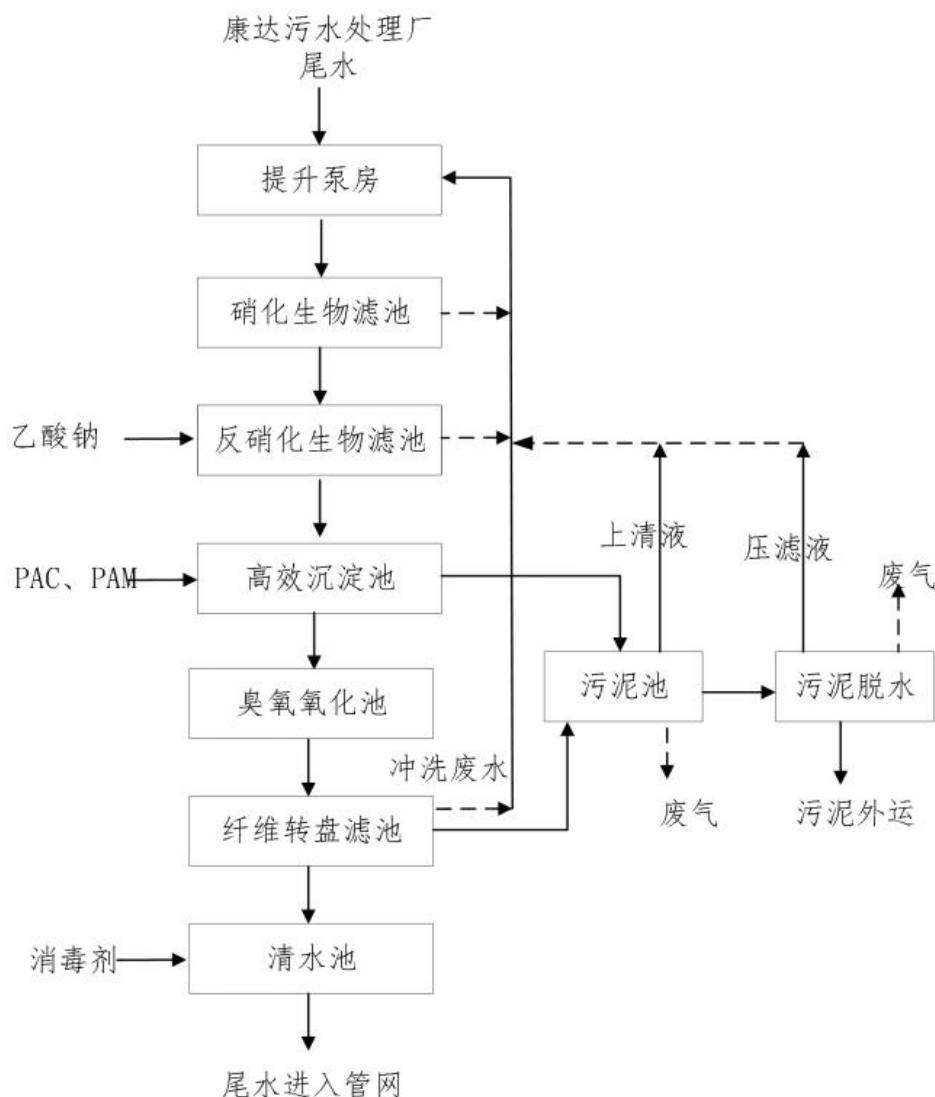 康达污水处理厂
尾水
提升泵房
硝化生物滤池
乙酸钠
反硝化生物滤池
上清液
压滤液
PAC、PAM
高效沉淀池
废气
臭氧氧化池
污泥池
污泥脱水
冲洗废水
纤维转盘滤池
废气
污泥外运
消毒剂
清水池
尾水进入管网